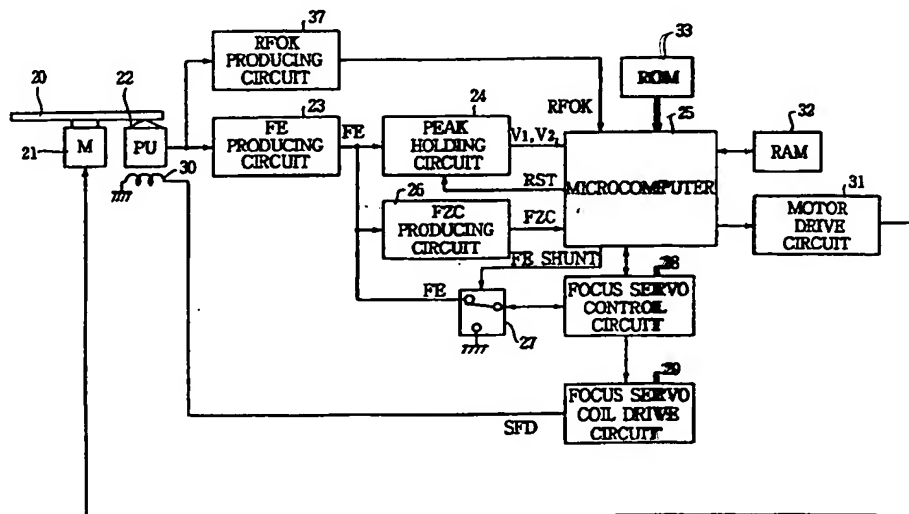 37
RFOK
PRODUCING
CIRCUIT
33
ROM
20
22
23
24
RFOK
25
32
21
M
PU
FE
PRODUCING
CIRCUIT
FE
PEAK
HOLDING
CIRCUIT
V1,V2
MICROCOMPUTER
RAM
30
RST
31
26
FZC
PRODUCING
CIRCUIT
FZC
MOTOR
DRIVE
CIRCUIT
FE SHUNT
28
FE
27
FOCUS SERVO
CONTROL
CIRCUIT
29
FOCUS SERVO
COIL DRIVE
CIRCUIT
SFD